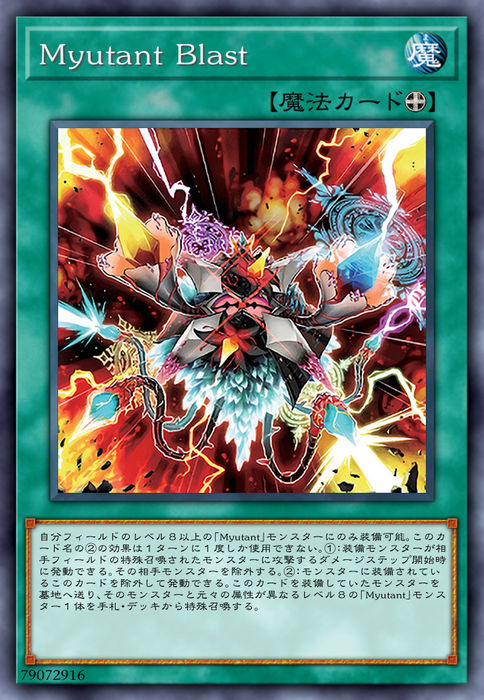 Myutant Blast
魔
【魔法カード】
自分フィールドのレベル８以上の「Myutant」モンスターにのみ装備可能。このカ
ード名の②の効果は１ターンに１度しか使用できない。①：装備モンスターが相
手フィールドの特殊召喚されたモンスターに攻撃するダメージステップ開始時
に発動できる。その相手モンスターを除外する。②：モンスターに装備されてい
るこのカードを除外して発動できる。このカードを装備していたモンスターを
墓地へ送り、そのモンスターと元々の属性が異なるレベル８の「Myutant」モンス
ター１体を手札・デッキから特殊召喚する。
79072916